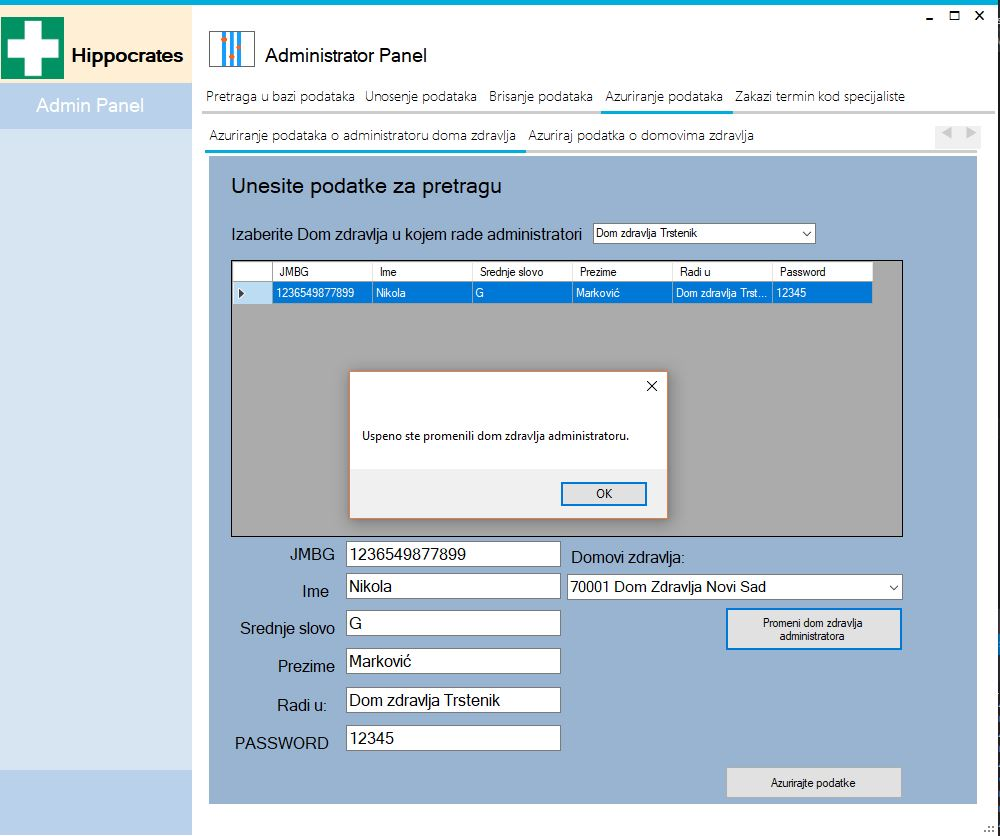 Hippocrates
Administrator Panel
Admin Panel
Pretraga u bazi podataka Unosenje podataka Brisanje podataka Azuriranje podataka Zakazi termin kod specijaliste
Azuriranje podataka o administratoru doma zdravlja Azuriraj podatka o domovima zdravlja
Unesite podatke za pretragu
Izaberite Dom zdravlja u kojem rade administratori Dom zdravlja Trstenik
JMBG Ime Srednje slovo Prezime Radi u Password
1236549877899 Nikola G Marković Dom zdravlja Trst... 12345
Uspeno ste promenili dom zdravlja administratoru.
OK
JMBG 1236549877899 Domovi zdravlja:
Ime Nikola 70001 Dom Zdravlja Novi Sad
Srednje slovo G
Promeni dom zdravlja
administratora
Prezime Marković
Radi u: Dom zdravlja Trstenik
PASSWORD 12345
Azurirajte podatke